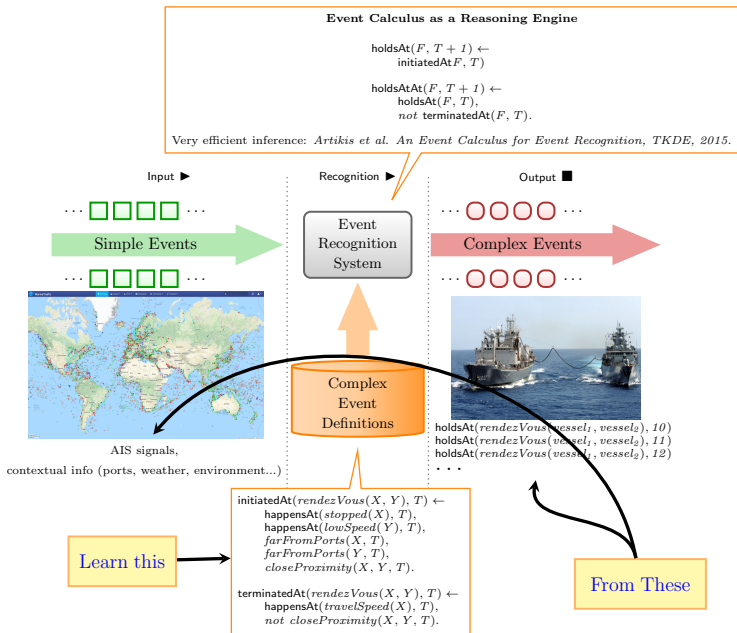 Event Calculus as a Reasoning Engine
holdsAt(F, T + 1) ←
initiatedAtF, T)
holdsAtAt(F, T + 1) ←
holdsAt(F, T),
not terminatedAt(F, T).
Very efficient inference: Artikis et al. An Event Calculus for Event Recognition, TKDE, 2015.
Input ▶
Recognition ▶
Output ■
· · ·
· · ·
· · ·
· · ·
Simple Events
Event
Recognition
System
Complex Events
· · ·
· · ·
· · ·
· · ·
Complex
Event
Definitions
AIS signals,
contextual info (ports, weather, environment...)
holdsAt(rendezVous(vessel₁, vessel₂), 10)
holdsAt(rendezVous(vessel₁, vessel₂), 11)
holdsAt(rendezVous(vessel₁, vessel₂), 12)
· · ·
initiatedAt(rendezVous(X, Y), T) ←
happensAt(stopped(X), T),
happensAt(lowSpeed(Y), T),
farFromPorts(X, T),
farFromPorts(Y, T),
closeProximity(X, Y, T).
terminatedAt(rendezVous(X, Y), T) ←
happensAt(travelSpeed(X), T),
not closeProximity(X, Y, T).
Learn this
From These